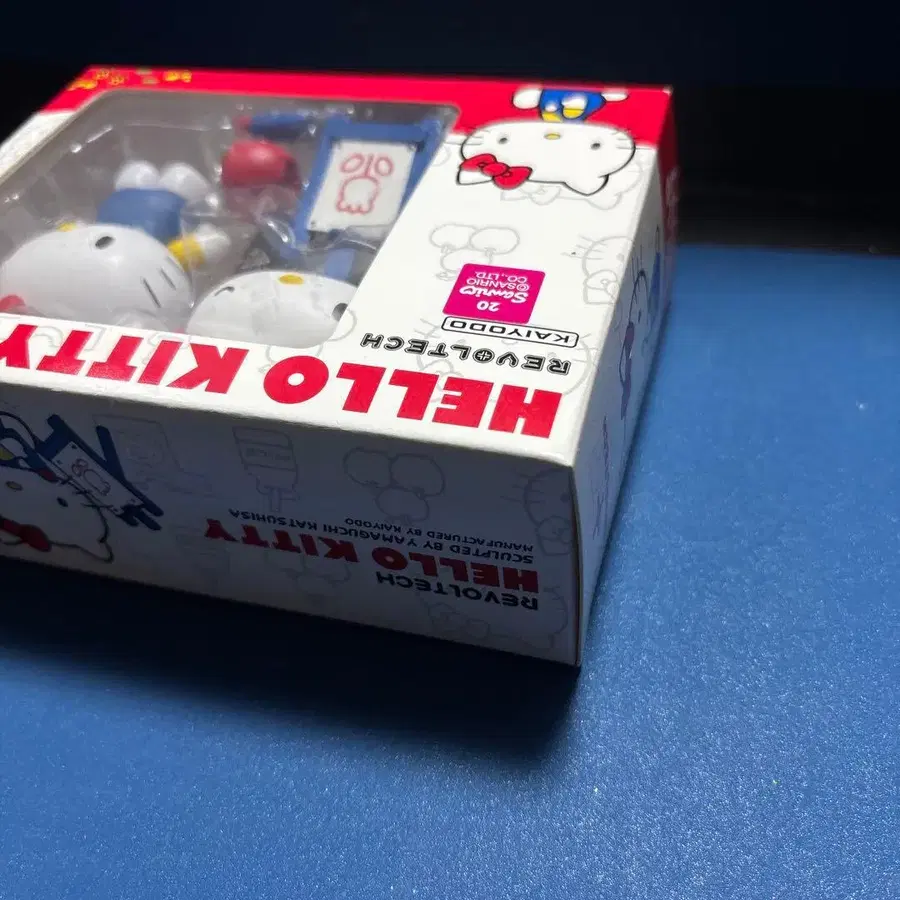 HELLO KITTY
REVOLTECH
KAIYODO
20
Sanrio
©SANRIO
CO.,LTD.
REVOLTECH
HELLO KITTY
SCULPTED BY YAMAGUCHI KATSUHISA
MANUFACTURED BY KAIYODO